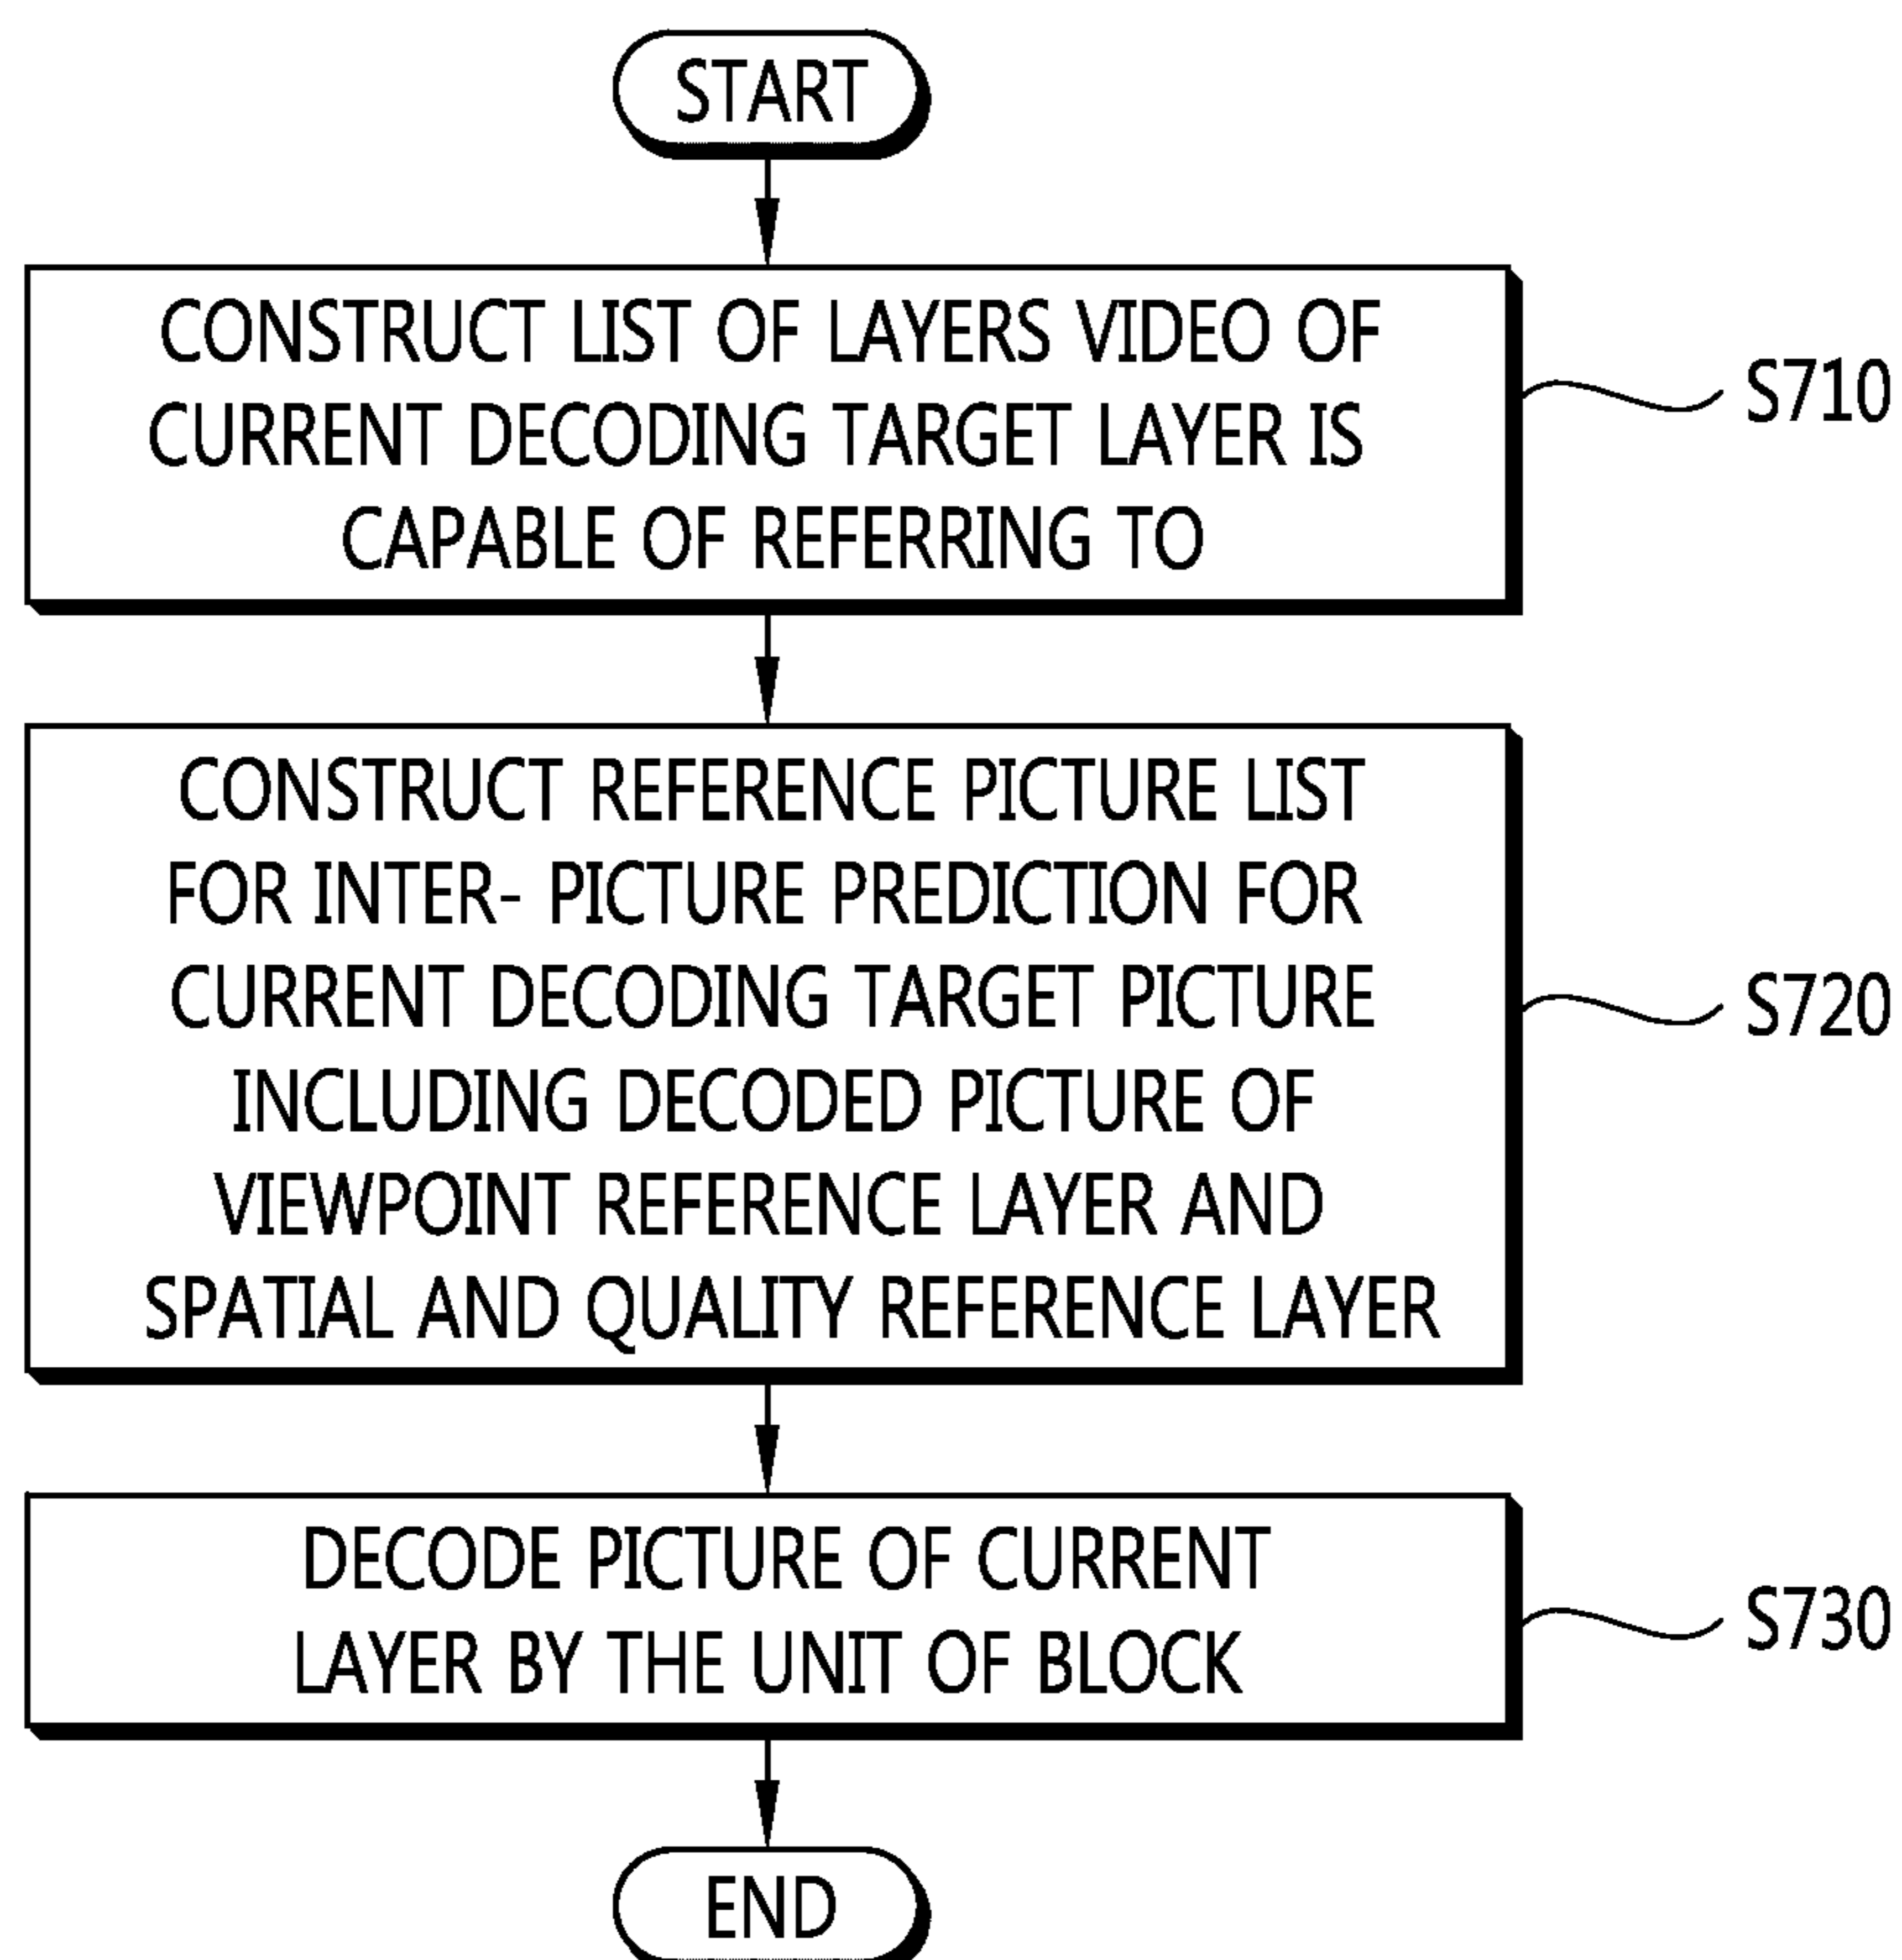 START
CONSTRUCT LIST OF LAYERS VIDEO OF
CURRENT DECODING TARGET LAYER IS
CAPABLE OF REFERRING TO
S710
CONSTRUCT REFERENCE PICTURE LIST
FOR INTER- PICTURE PREDICTION FOR
CURRENT DECODING TARGET PICTURE
INCLUDING DECODED PICTURE OF
VIEWPOINT REFERENCE LAYER AND
SPATIAL AND QUALITY REFERENCE LAYER
S720
DECODE PICTURE OF CURRENT
LAYER BY THE UNIT OF BLOCK
S730
END